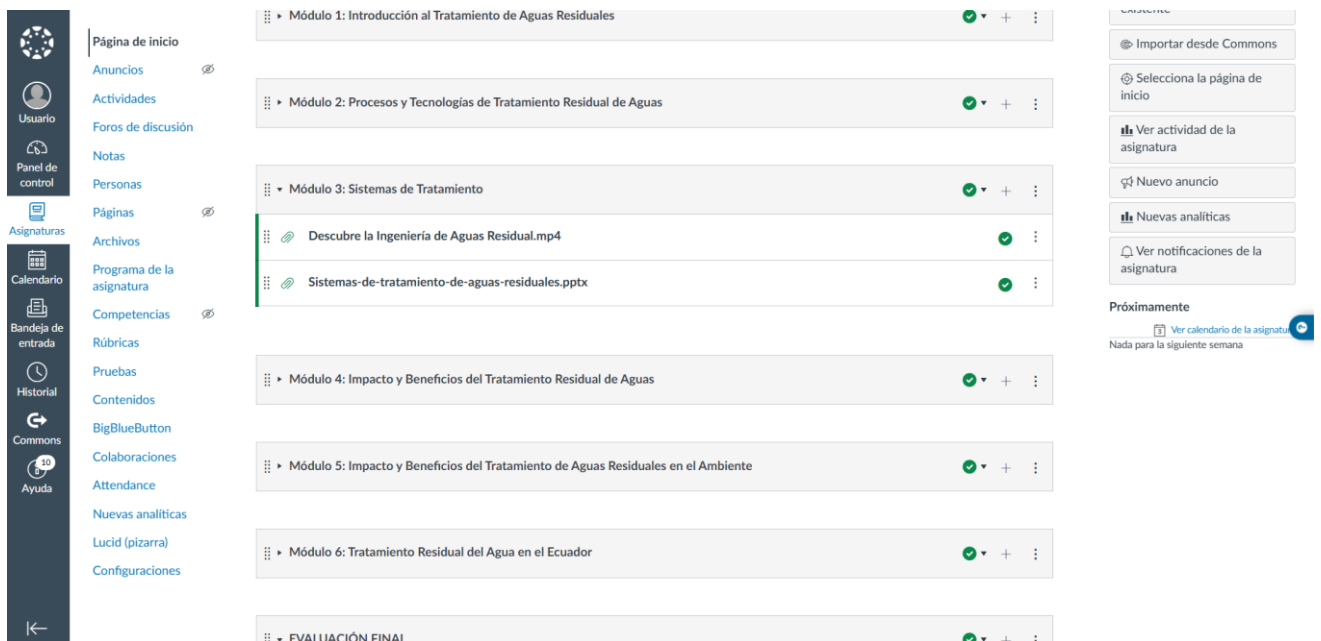 Usuario
Panel de
control
Asignaturas
Calendario
Bandeja de
entrada
Historial
Commons
10
Ayuda
Página de inicio
Anuncios
Actividades
Foros de discusión
Notas
Personas
Páginas
Archivos
Programa de la
asignatura
Competencias
Rúbricas
Pruebas
Contenidos
BigBlueButton
Colaboraciones
Attendance
Nuevas analíticas
Lucid (pizarra)
Configuraciones
Módulo 1: Introducción al Tratamiento de Aguas Residuales
Módulo 2: Procesos y Tecnologías de Tratamiento Residual de Aguas
Módulo 3: Sistemas de Tratamiento
Descubre la Ingeniería de Aguas Residual.mp4
Sistemas-de-tratamiento-de-aguas-residuales.pptx
Módulo 4: Impacto y Beneficios del Tratamiento Residual de Aguas
Módulo 5: Impacto y Beneficios del Tratamiento de Aguas Residuales en el Ambiente
Módulo 6: Tratamiento Residual del Agua en el Ecuador
EVALUACIÓN FINAL
existente
Importar desde Commons
Selecciona la página de
inicio
Ver actividad de la
asignatura
Nuevo anuncio
Nuevas analíticas
Ver notificaciones de la
asignatura
Próximamente
3 Ver calendario de la asignatu
Nada para la siguiente semana